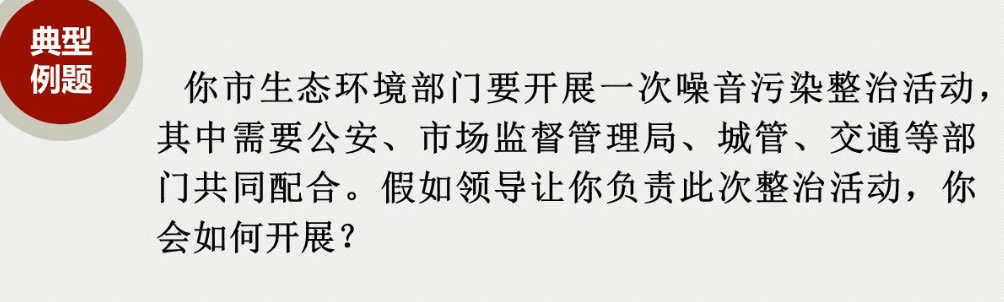 典型
例题
你市生态环境部门要开展一次噪音污染整治活动，
其中需要公安、市场监督管理局、城管、交通等部
门共同配合。假如领导让你负责此次整治活动，你
会如何开展？